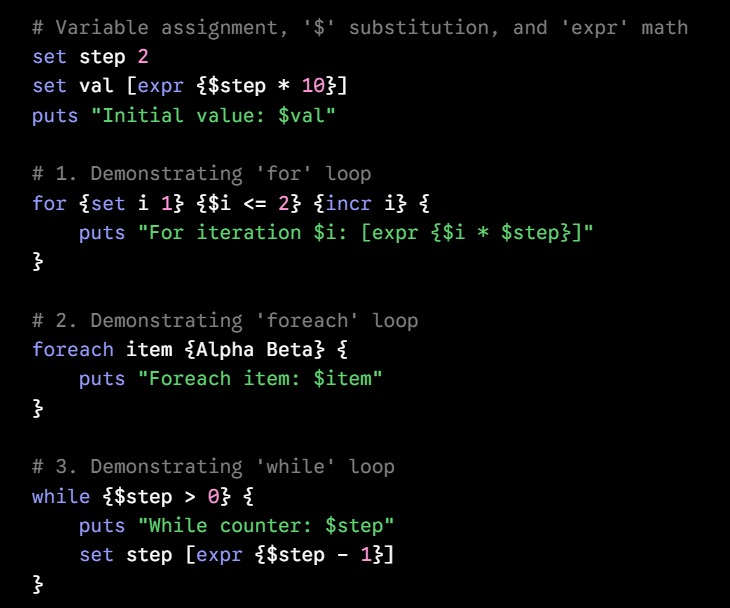 # Variable assignment, '$' substitution, and 'expr' math
set step 2
set val [expr {$step * 10}]
puts "Initial value: $val"

# 1. Demonstrating 'for' loop
for {set i 1} {$i <= 2} {incr i} {
    puts "For iteration $i: [expr {$i * $step}]"
}

# 2. Demonstrating 'foreach' loop
foreach item {Alpha Beta} {
    puts "Foreach item: $item"
}

# 3. Demonstrating 'while' loop
while {$step > 0} {
    puts "While counter: $step"
    set step [expr {$step - 1}]
}